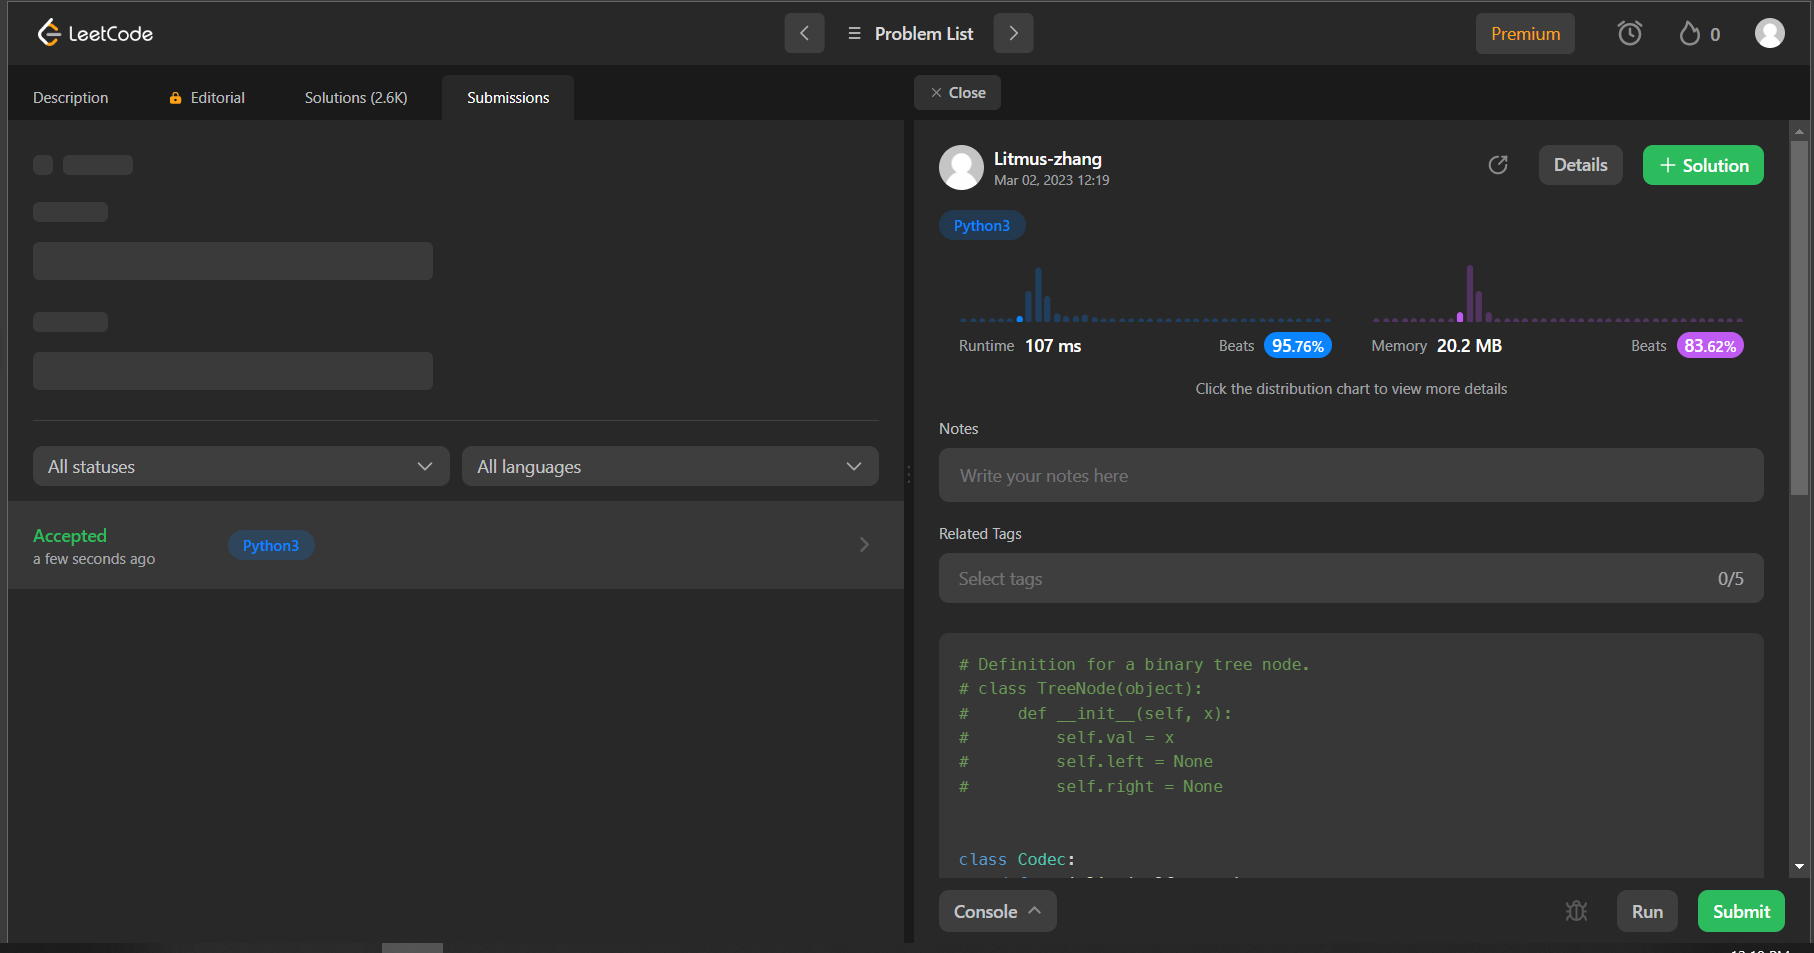 LeetCode
Problem List
Premium
0
Description
Editorial
Solutions (2.6K)
Submissions
Close
Litmus-zhang
Mar 02, 2023 12:19
Details
+ Solution
Python3
Runtime 107 ms
Beats 95.76%
Memory 20.2 MB
Beats 83.62%
Click the distribution chart to view more details
Notes
Write your notes here
Related Tags
Select tags
0/5
All statuses
All languages
Accepted
a few seconds ago
Python3
# Definition for a binary tree node.
# class TreeNode(object):
#     def __init__(self, x):
#         self.val = x
#         self.left = None
#         self.right = None
class Codec:
Console
Run
Submit